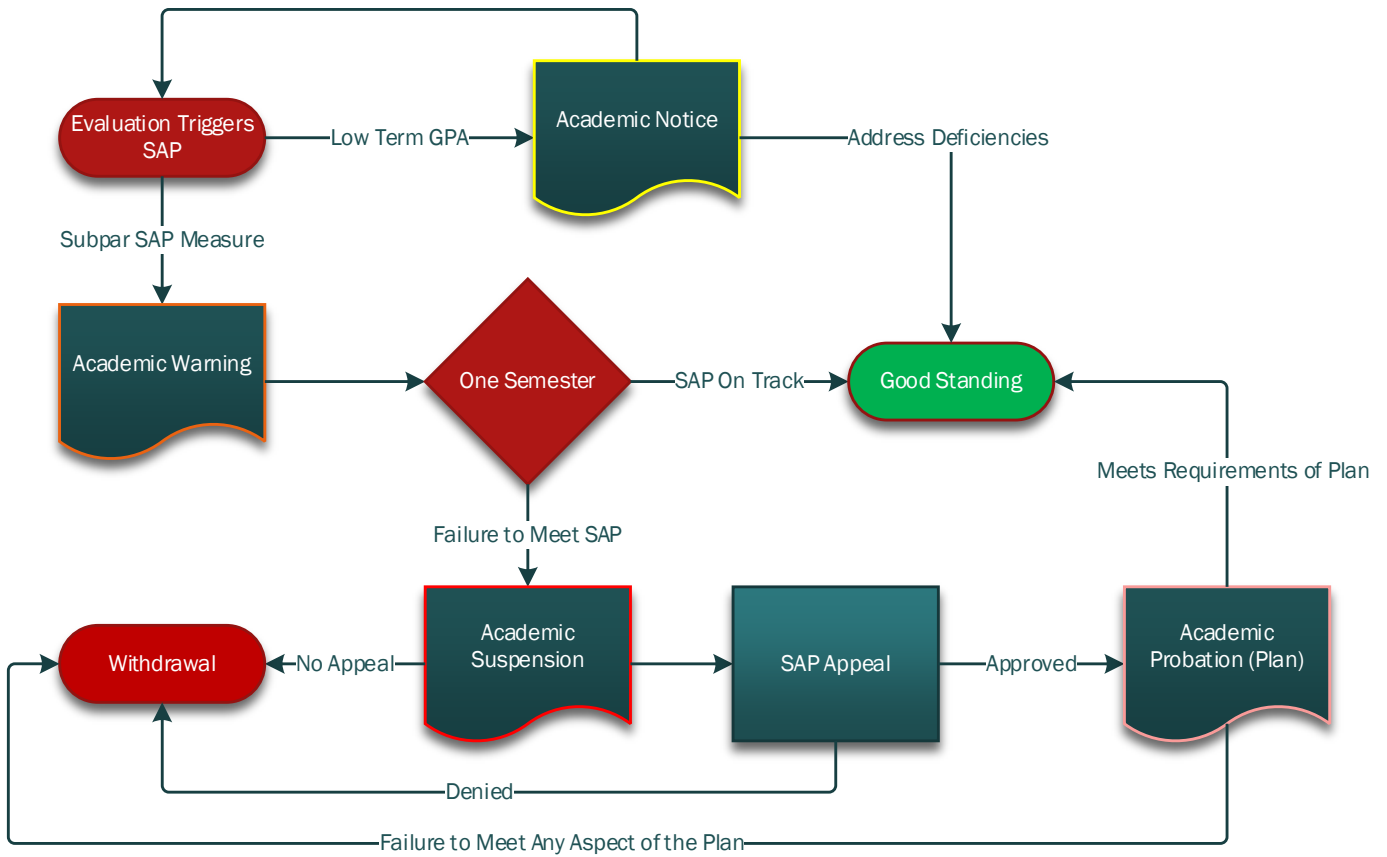 Evaluation Triggers
SAP
Low Term GPA
Academic Notice
Address Deficiencies
Subpar SAP Measure
Academic Warning
One Semester
SAP On Track
Good Standing
Meets Requirements of Plan
Failure to Meet SAP
Withdrawal
No Appeal
Academic
Suspension
SAP Appeal
Approved
Academic
Probation (Plan)
Denied
Failure to Meet Any Aspect of the Plan